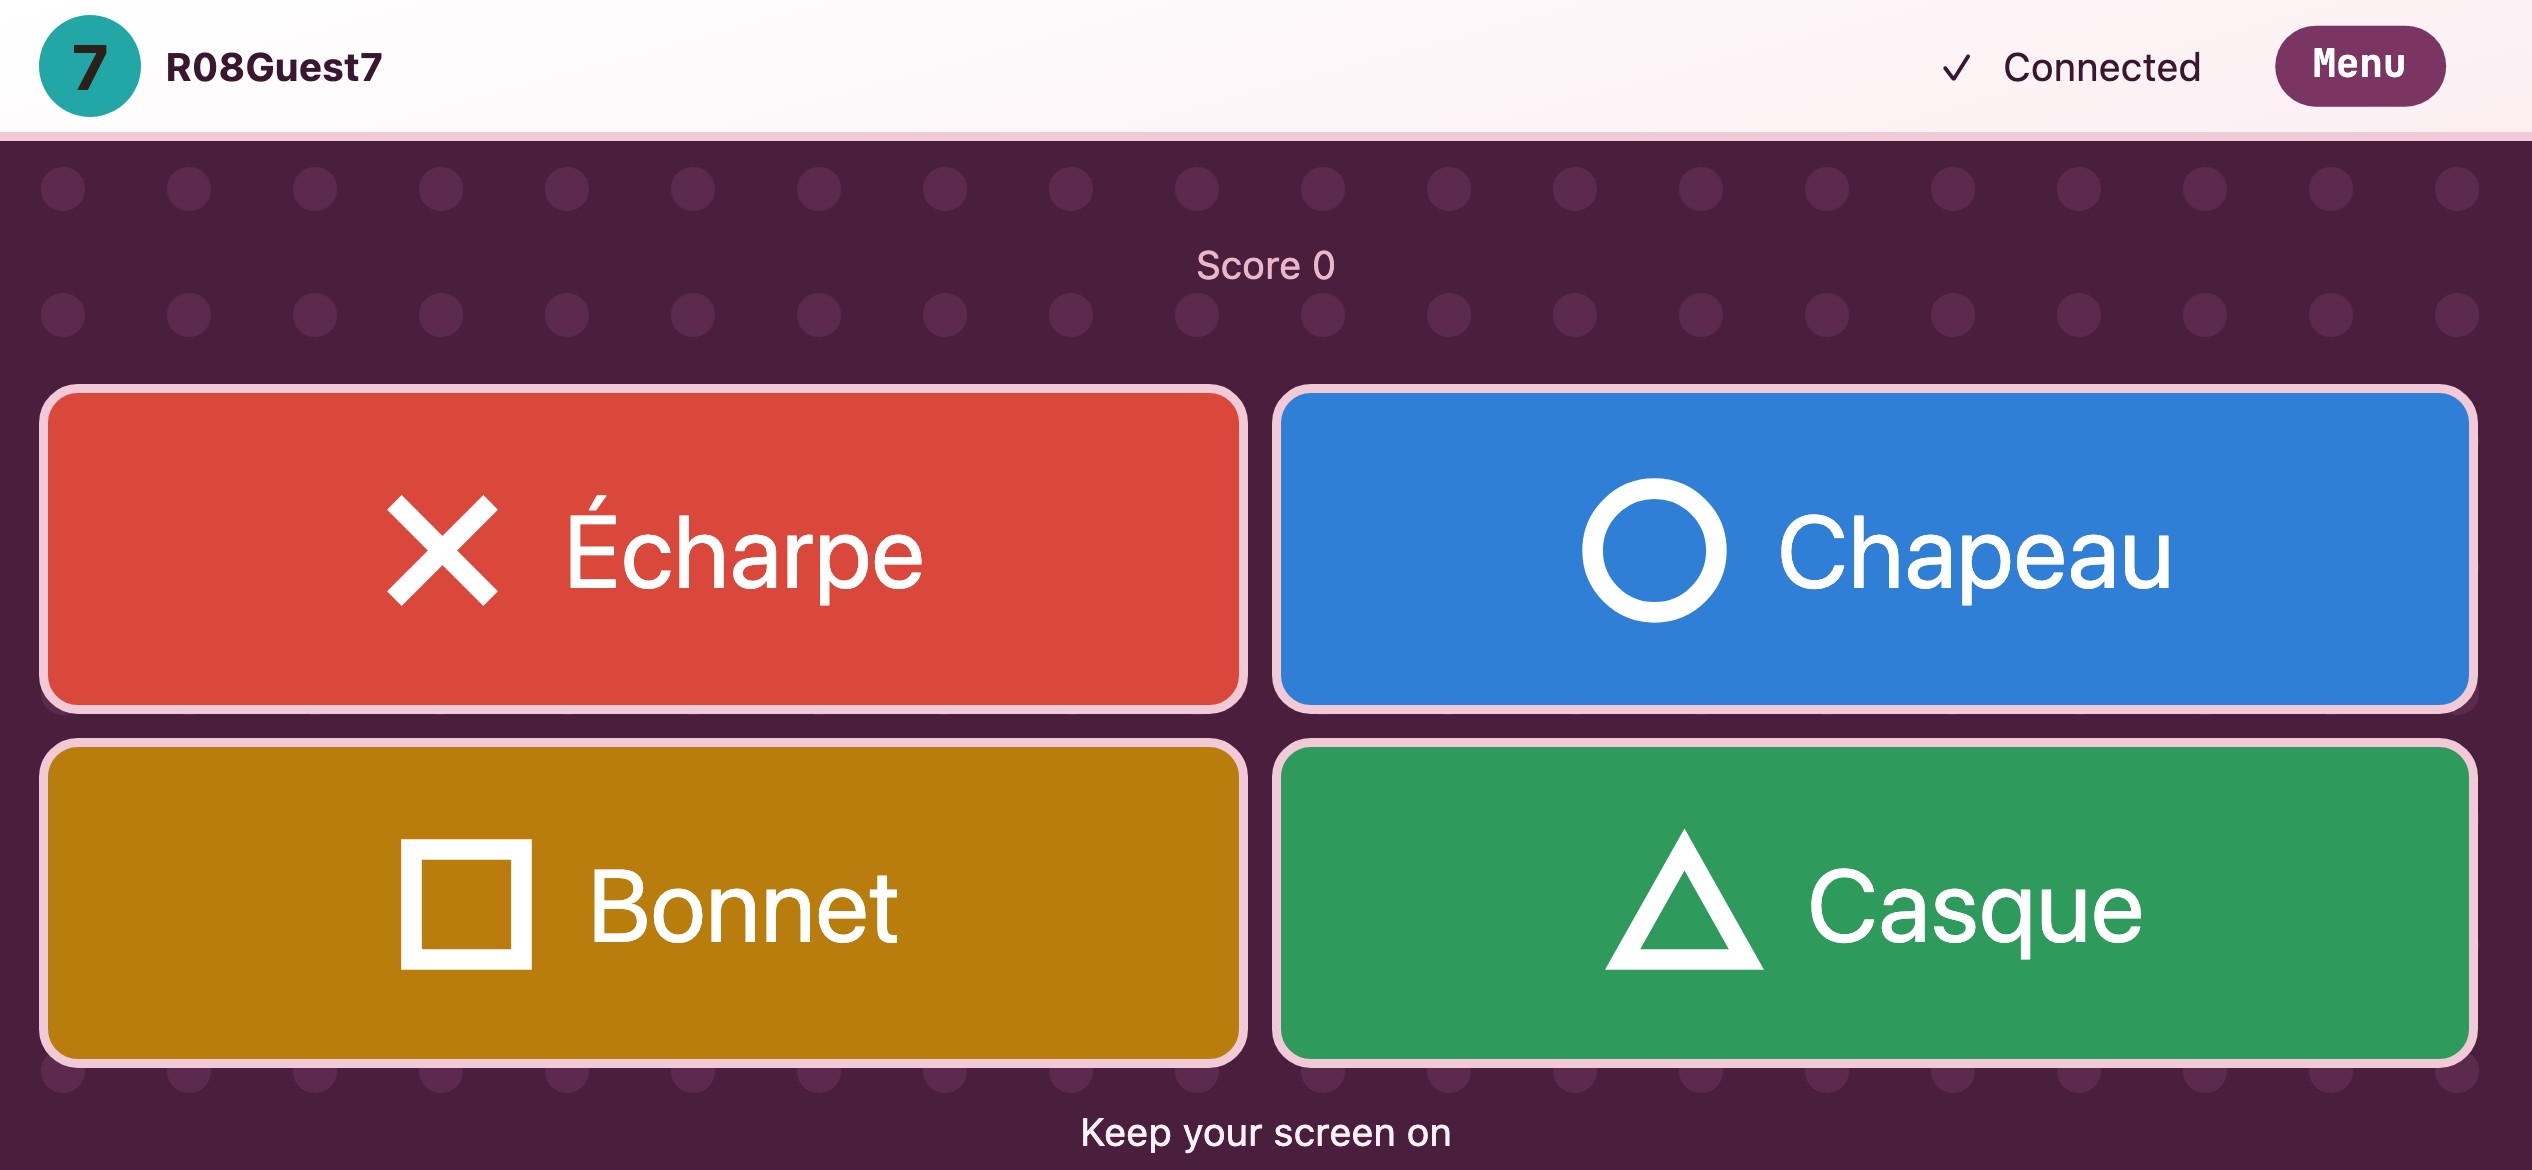 7
R08Guest7
✓ Connected
Menu
Score 0
Écharpe
Chapeau
Bonnet
Casque
Keep your screen on